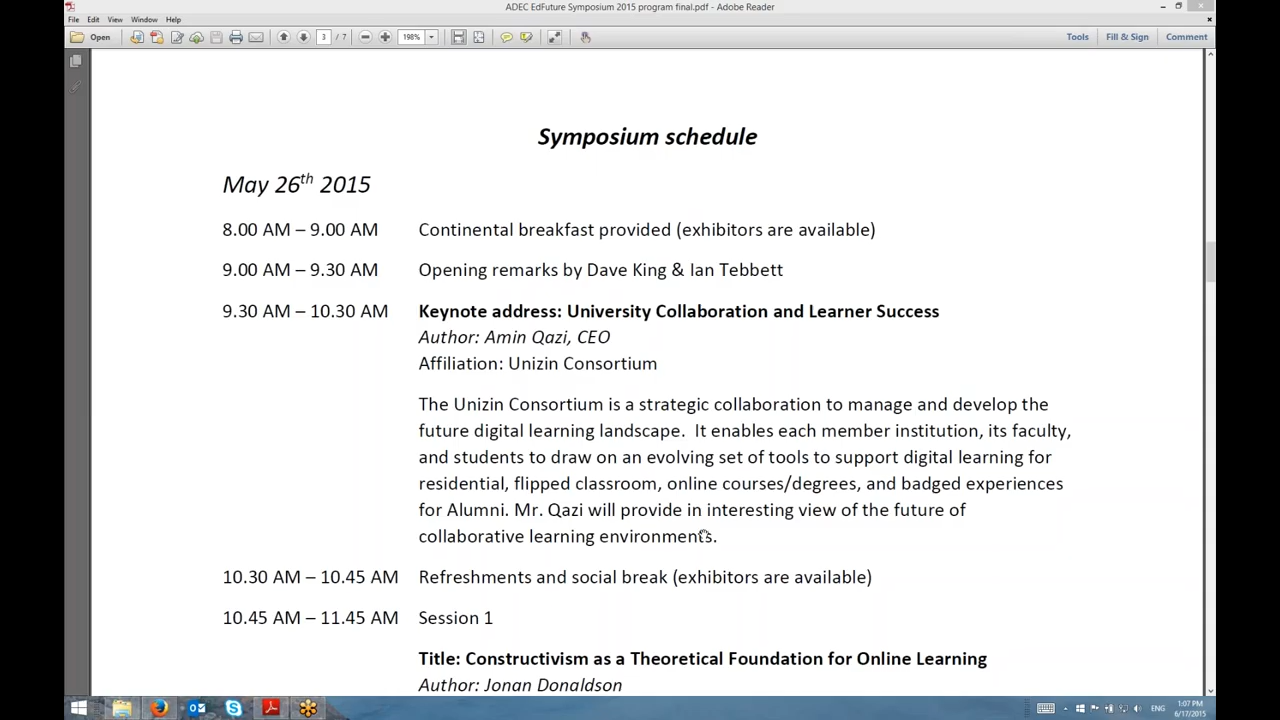 ADEC EdFuture Symposium 2015 program final.pdf - Adobe Reader
File Edit View Window Help
Open 3 / 7 198% Tools Fill & Sign Comment
Symposium schedule
May 26th 2015
8.00 AM – 9.00 AM Continental breakfast provided (exhibitors are available)
9.00 AM – 9.30 AM Opening remarks by Dave King & Ian Tebbett
9.30 AM – 10.30 AM Keynote address: University Collaboration and Learner Success
Author: Amin Qazi, CEO
Affiliation: Unizin Consortium
The Unizin Consortium is a strategic collaboration to manage and develop the
future digital learning landscape.  It enables each member institution, its faculty,
and students to draw on an evolving set of tools to support digital learning for
residential, flipped classroom, online courses/degrees, and badged experiences
for Alumni. Mr. Qazi will provide in interesting view of the future of
collaborative learning environments.
10.30 AM – 10.45 AM Refreshments and social break (exhibitors are available)
10.45 AM – 11.45 AM Session 1
Title: Constructivism as a Theoretical Foundation for Online Learning
Author: Jonan Donaldson
ENG 1:07 PM
6/17/2015